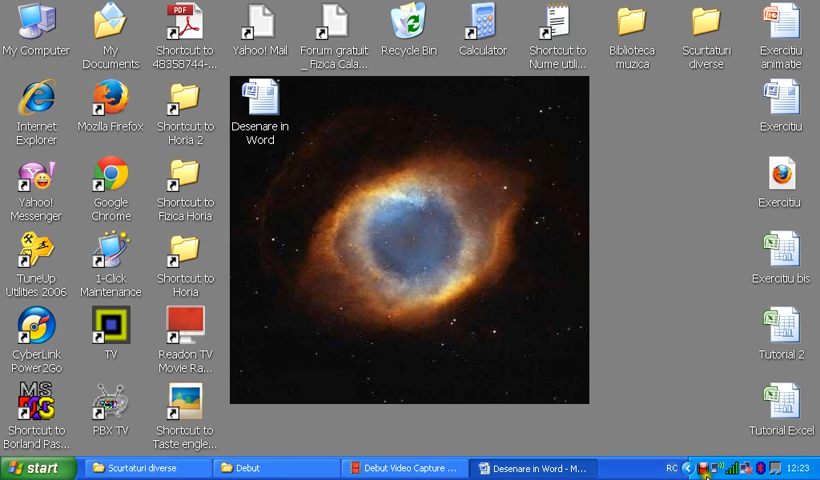 My Computer
My
Documents
Shortcut to
48358744-...
Yahoo! Mail
Forum gratuit
_ Fizica Cala...
Recycle Bin
Calculator
Shortcut to
Nume utili...
Biblioteca
muzica
Scurtaturi
diverse
Exercitiu
animatie
PDF
Internet
Explorer
Mozilla Firefox
Shortcut to
Horia 2
Desenare in
Word
Exercitiu
Yahoo!
Messenger
Google
Chrome
Shortcut to
Fizica Horia
Exercitiu
TuneUp
Utilities 2006
1-Click
Maintenance
Shortcut to
Horia
Exercitiu bis
CyberLink
Power2Go
TV
Readon TV
Movie Ra...
Tutorial 2
MS
DOS
Shortcut to
Borland Pas...
PBX TV
Shortcut to
Taste engle...
Tutorial Excel
start
Scurtaturi diverse
Debut
Debut Video Capture ...
Desenare in Word - M...
RC
12:23